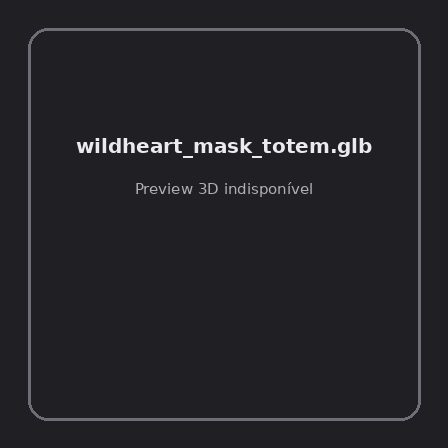 wildheart_mask_totem.glb
Preview 3D indisponível